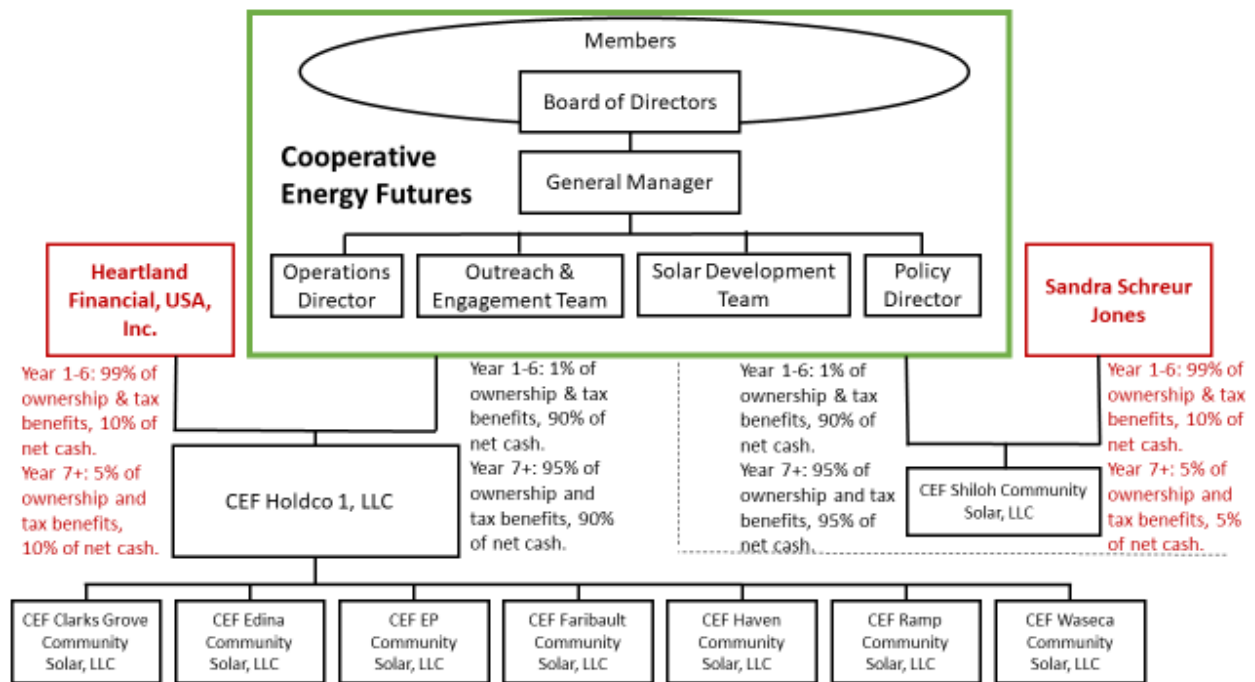 Members
Board of Directors
Cooperative
Energy Futures
General Manager
Operations
Director
Outreach &
Engagement Team
Solar Development
Team
Policy
Director
Heartland
Financial, USA,
Inc.
Sandra Schreur
Jones
Year 1-6: 99% of
ownership & tax
benefits, 10% of
net cash.
Year 7+: 5% of
ownership and
tax benefits,
10% of net cash.
Year 1-6: 1% of
ownership & tax
benefits, 90% of
net cash.
Year 7+: 95% of
ownership and
tax benefits, 90%
of net cash.
Year 1-6: 1% of
ownership & tax
benefits, 90% of
net cash.
Year 7+: 95% of
ownership and tax
benefits, 95% of
net cash.
Year 1-6: 99% of
ownership & tax
benefits, 10% of
net cash.
Year 7+: 5% of
ownership and
tax benefits, 5%
of net cash.
CEF Holdco 1, LLC
CEF Shiloh Community
Solar, LLC
CEF Clarks Grove
Community
Solar, LLC
CEF Edina
Community
Solar, LLC
CEF EP
Community
Solar, LLC
CEF Faribault
Community
Solar, LLC
CEF Haven
Community
Solar, LLC
CEF Ramp
Community
Solar, LLC
CEF Waseca
Community
Solar, LLC